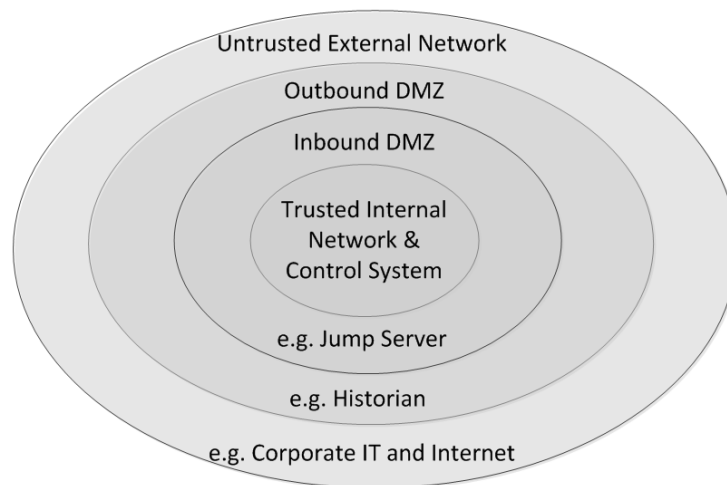 Untrusted External Network
Outbound DMZ
Inbound DMZ
Trusted Internal
Network &
Control System
e.g. Jump Server
e.g. Historian
e.g. Corporate IT and Internet